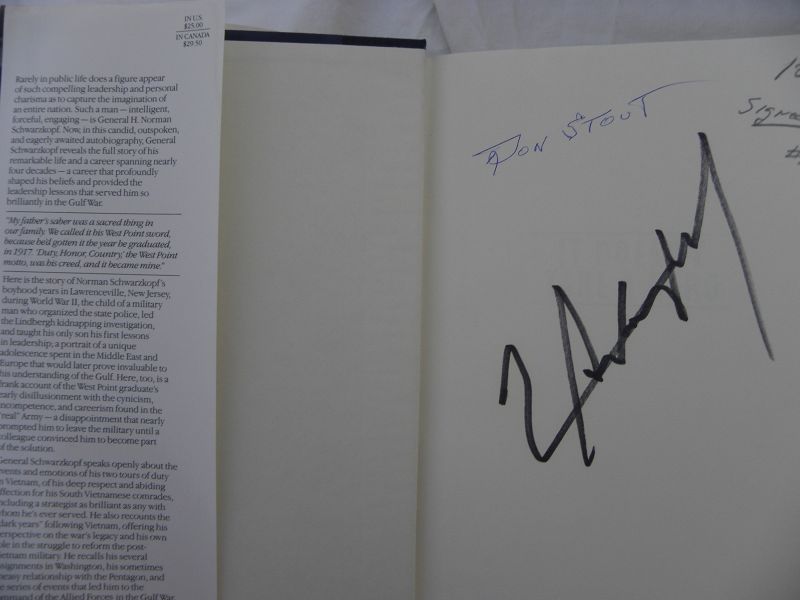 IN U.S.
$25.00
IN CANADA
$29.50
Rarely in public life does a figure appear
of such compelling leadership and personal
charisma as to capture the imagination of
an entire nation. Such a man — intelligent,
forceful, engaging — is General H. Norman
Schwarzkopf. Now, in this candid, outspoken,
and eagerly awaited autobiography, General
Schwarzkopf reveals the full story of his
remarkable life and a career spanning nearly
four decades — a career that profoundly
shaped his beliefs and provided the
leadership lessons that served him so
brilliantly in the Gulf War.
"My father's saber was a sacred thing in
our family. We called it his West Point sword,
because he'd gotten it the year he graduated,
in 1917. 'Duty, Honor, Country,' the West Point
motto, was his creed, and it became mine."
Here is the story of Norman Schwarzkopf's
boyhood years in Lawrenceville, New Jersey,
during World War II, the child of a military
man who organized the state police, led
the Lindbergh kidnapping investigation,
and taught his only son his first lessons
in leadership; a portrait of a unique
adolescence spent in the Middle East and
Europe that would later prove invaluable to
his understanding of the Gulf. Here, too, is a
frank account of the West Point graduate's
early disillusionment with the cynicism,
incompetence, and careerism found in the
"real" Army — a disappointment that nearly
prompted him to leave the military until a
colleague convinced him to become part
of the solution.
General Schwarzkopf speaks openly about the
events and emotions of his two tours of duty
in Vietnam, of his deep respect and abiding
affection for his South Vietnamese comrades,
including a strategist as brilliant as any with
whom he's ever served. He also recounts the
"dark years" following Vietnam, offering his
perspective on the war's legacy and his own
role in the struggle to reform the post-
Vietnam military. He recalls his several
assignments in Washington, his sometimes
uneasy relationship with the Pentagon, and
the series of events that led him to the
command of the Allied Forces in the Gulf War.
Don Stout
Signed